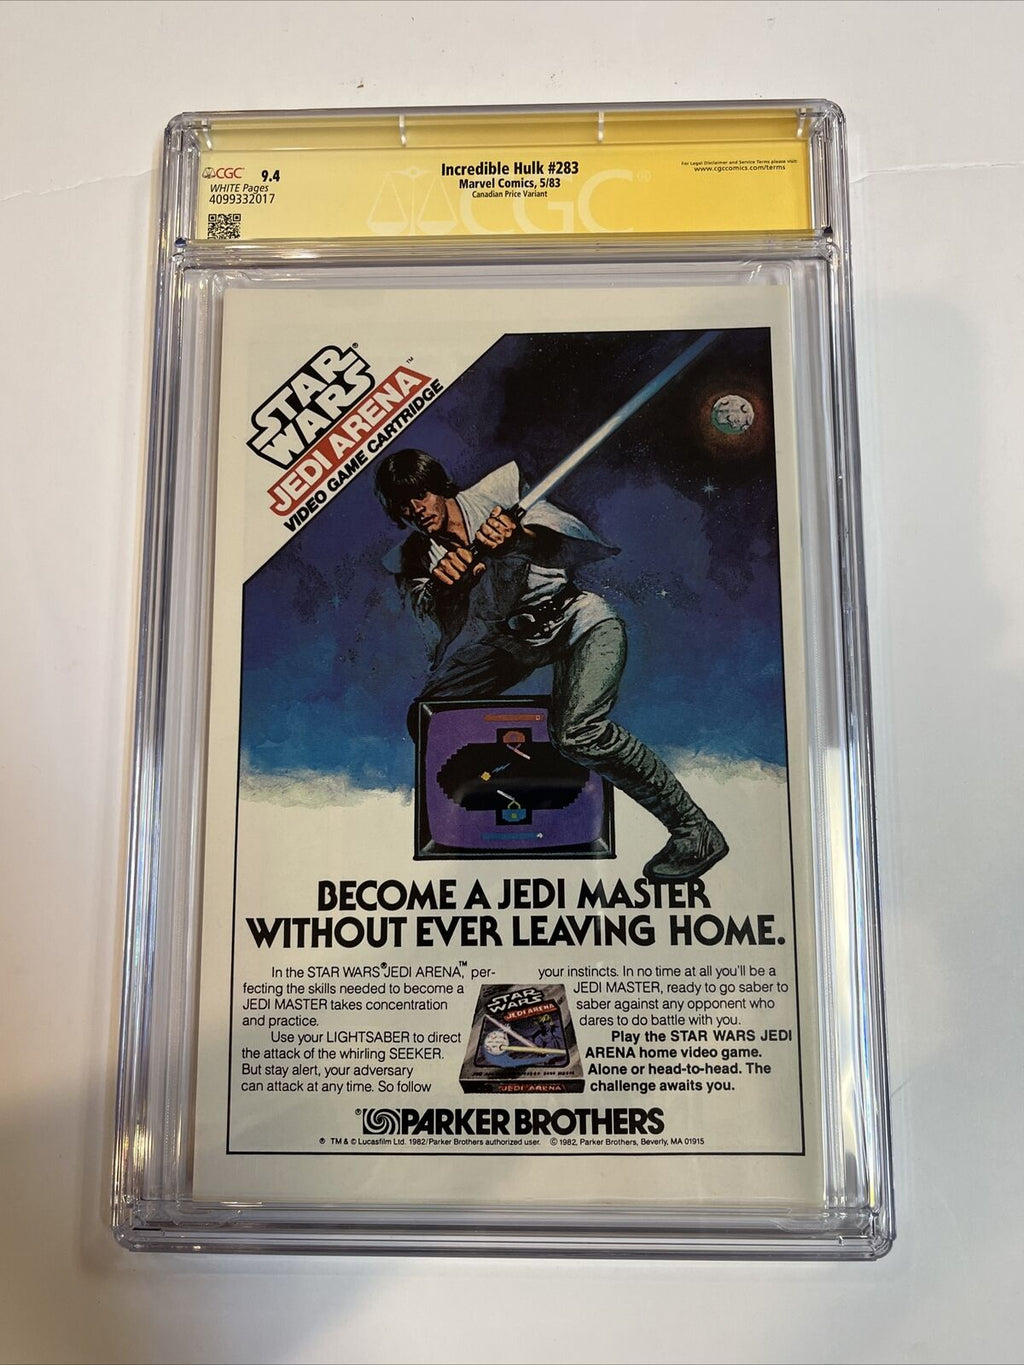 CGC 9.4
WHITE Pages
4099332017
Incredible Hulk #283
Marvel Comics, 5/83
Canadian Price Variant
For Legal Disclaimer and Service Terms please visit:
www.cgccomics.com/terms
CGC®
STAR WARS®
JEDI ARENA™
VIDEO GAME CARTRIDGE
BECOME A JEDI MASTER
WITHOUT EVER LEAVING HOME.
In the STAR WARS® JEDI ARENA,™ per-
fecting the skills needed to become a
JEDI MASTER takes concentration
and practice.
Use your LIGHTSABER to direct
the attack of the whirling SEEKER.
But stay alert, your adversary
can attack at any time. So follow
your instincts. In no time at all you'll be a
JEDI MASTER, ready to go saber to
saber against any opponent who
dares to do battle with you.
Play the STAR WARS JEDI
ARENA home video game.
Alone or head-to-head. The
challenge awaits you.
STAR WARS
JEDI ARENA
JEDI ARENA
® PARKER BROTHERS
® TM & © Lucasfilm Ltd. 1982/Parker Brothers authorized user. © 1982, Parker Brothers, Beverly, MA 01915